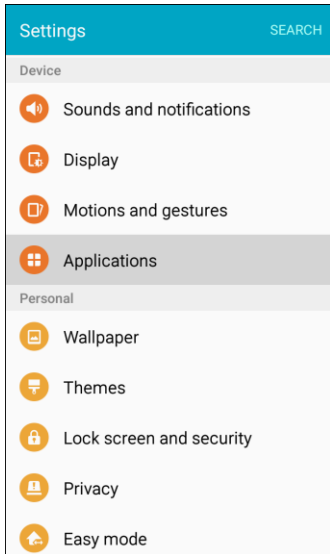 Settings SEARCH
Device
Sounds and notifications
Display
Motions and gestures
Applications
Personal
Wallpaper
Themes
Lock screen and security
Privacy
Easy mode